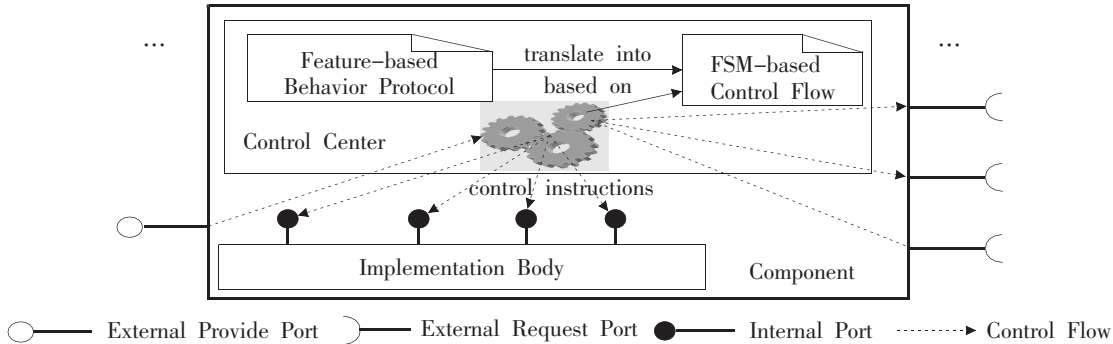 ...
...
Feature-based
Behavior Protocol
translate into
based on
FSM-based
Control Flow
Control Center
control instructions
Implementation Body
Component
External Provide Port
External Request Port
Internal Port
Control Flow